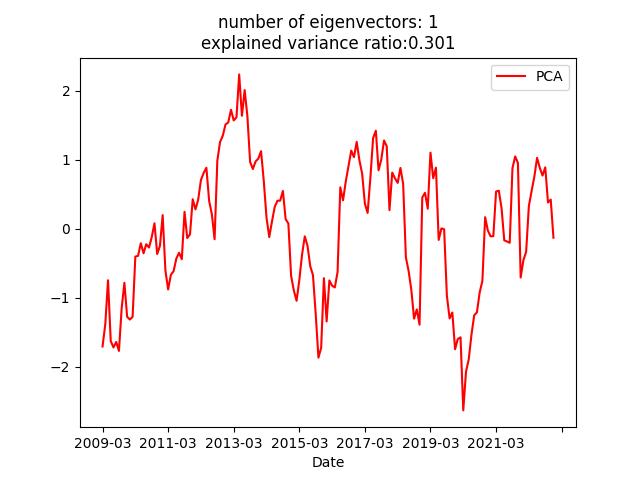 number of eigenvectors: 1
explained variance ratio:0.301
PCA
2
1
0
−1
−2
2009-03 2011-03 2013-03 2015-03 2017-03 2019-03 2021-03
Date